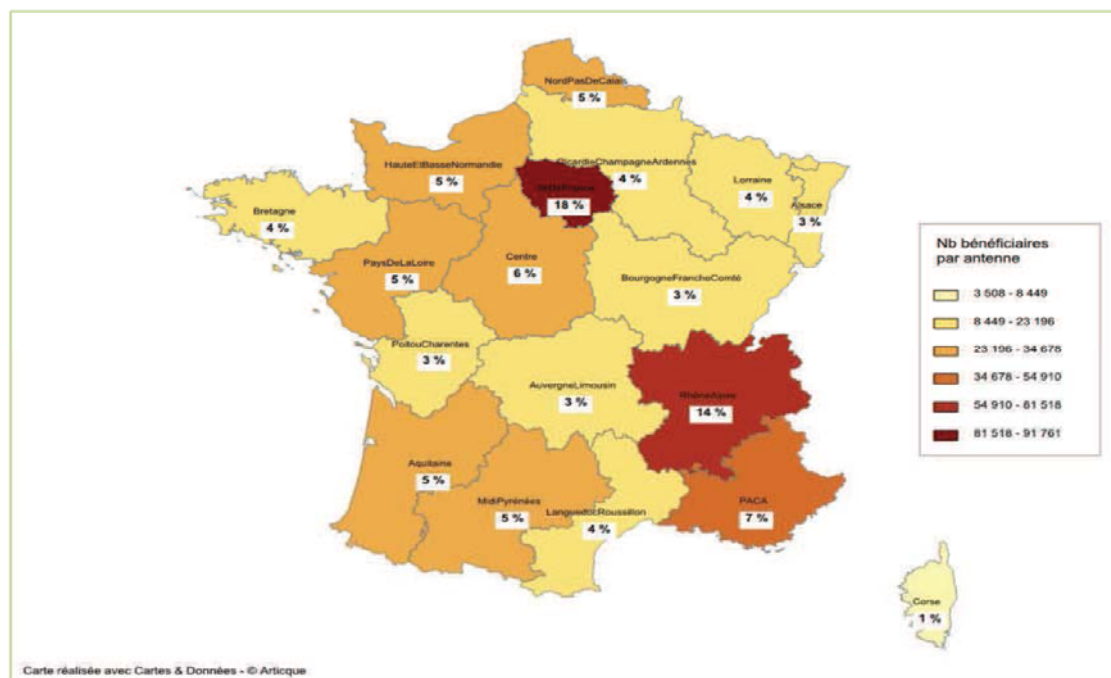 NordPasDeCalais
5 %
HauteEtBasseNormandie
5 %
PicardieChampagneArdennes
4 %
Lorraine
4 %
Alsace
3 %
18 %
Bretagne
4 %
PaysDeLaLoire
5 %
Centre
6 %
BourgogneFrancheComté
3 %
PoitouCharentes
3 %
AuvergneLimousin
3 %
RhôneAlpes
14 %
Aquitaine
5 %
MidiPyrénées
5 %
LanguedocRoussillon
4 %
PACA
7 %
Corse
1 %
Nb bénéficiaires
par antenne
3 508 - 8 449
8 449 - 23 196
23 196 - 34 678
34 678 - 54 910
54 910 - 81 518
81 518 - 91 761
Carte réalisée avec Cartes & Données - © Articque